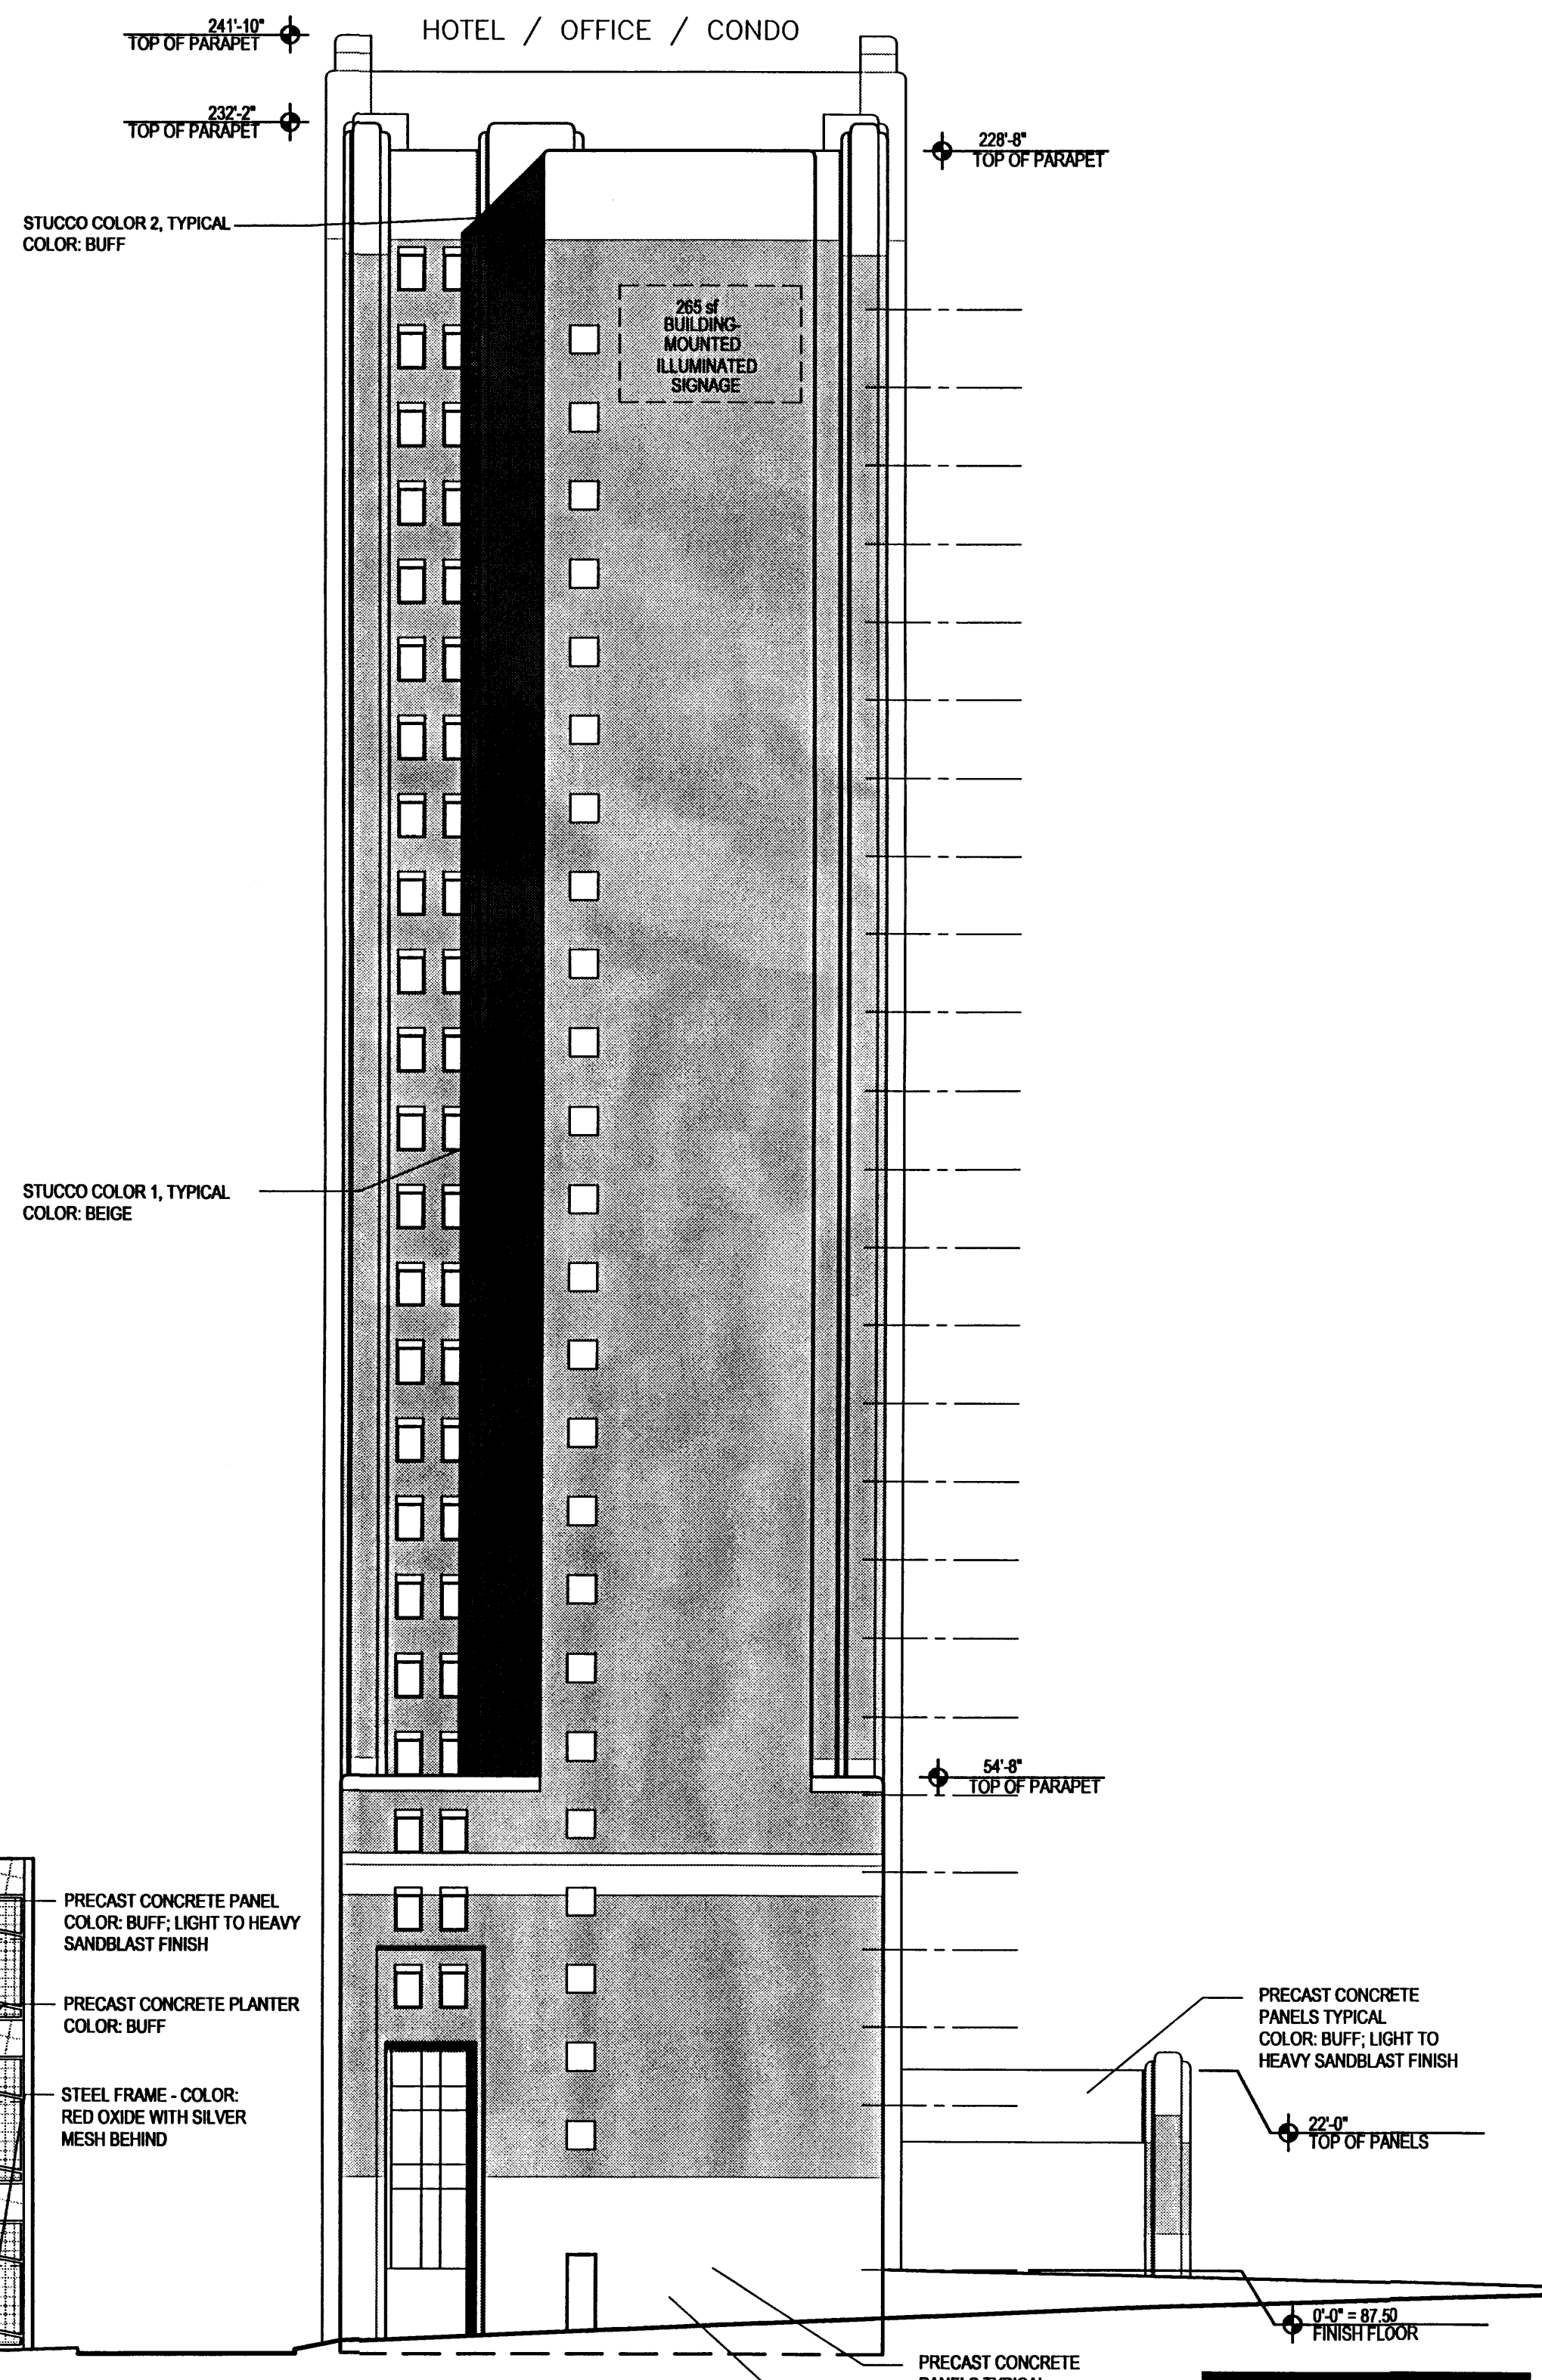 HOTEL / OFFICE / CONDO
241'-10"
TOP OF PARAPET
232'-2"
TOP OF PARAPET
228'-8"
TOP OF PARAPET
STUCCO COLOR 2, TYPICAL
COLOR: BUFF
265 sf
BUILDING-
MOUNTED
ILLUMINATED
SIGNAGE
STUCCO COLOR 1, TYPICAL
COLOR: BEIGE
54'-8"
TOP OF PARAPET
PRECAST CONCRETE PANEL
COLOR: BUFF; LIGHT TO HEAVY
SANDBLAST FINISH
PRECAST CONCRETE PLANTER
COLOR: BUFF
STEEL FRAME - COLOR:
RED OXIDE WITH SILVER
MESH BEHIND
PRECAST CONCRETE
PANELS TYPICAL
COLOR: BUFF; LIGHT TO
HEAVY SANDBLAST FINISH
22'-0"
TOP OF PANELS
0'-0" = 87.50
FINISH FLOOR
PRECAST CONCRETE
PANELS TYPICAL